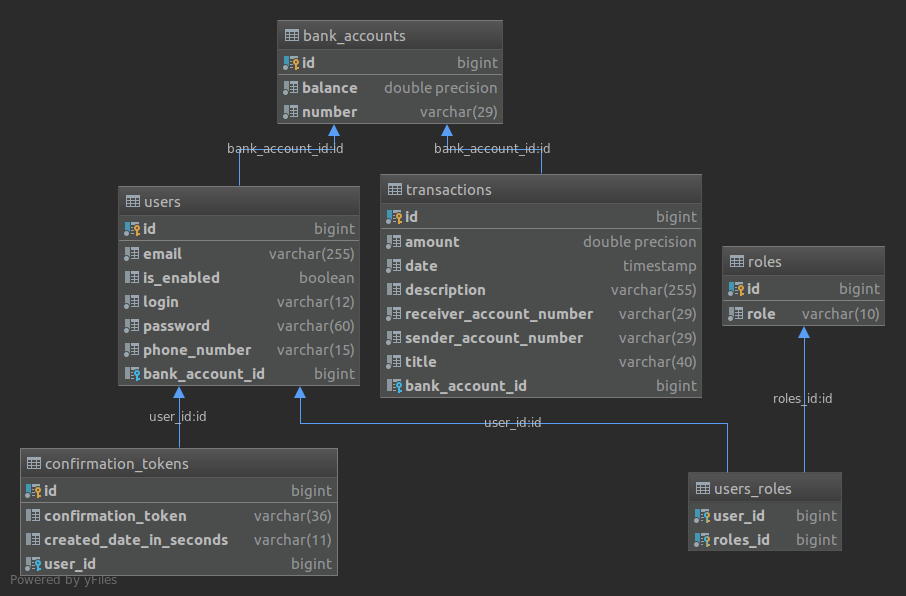 bank_accounts
id bigint
balance double precision
number varchar(29)
bank_account_id:id
bank_account_id:id
users
id bigint
email varchar(255)
is_enabled boolean
login varchar(12)
password varchar(60)
phone_number varchar(15)
bank_account_id bigint
transactions
id bigint
amount double precision
date timestamp
description varchar(255)
receiver_account_number varchar(29)
sender_account_number varchar(29)
title varchar(40)
bank_account_id bigint
roles
id bigint
role varchar(10)
user_id:id
user_id:id
roles_id:id
confirmation_tokens
id bigint
confirmation_token varchar(36)
created_date_in_seconds varchar(11)
user_id bigint
users_roles
user_id bigint
roles_id bigint
Powered by yFiles